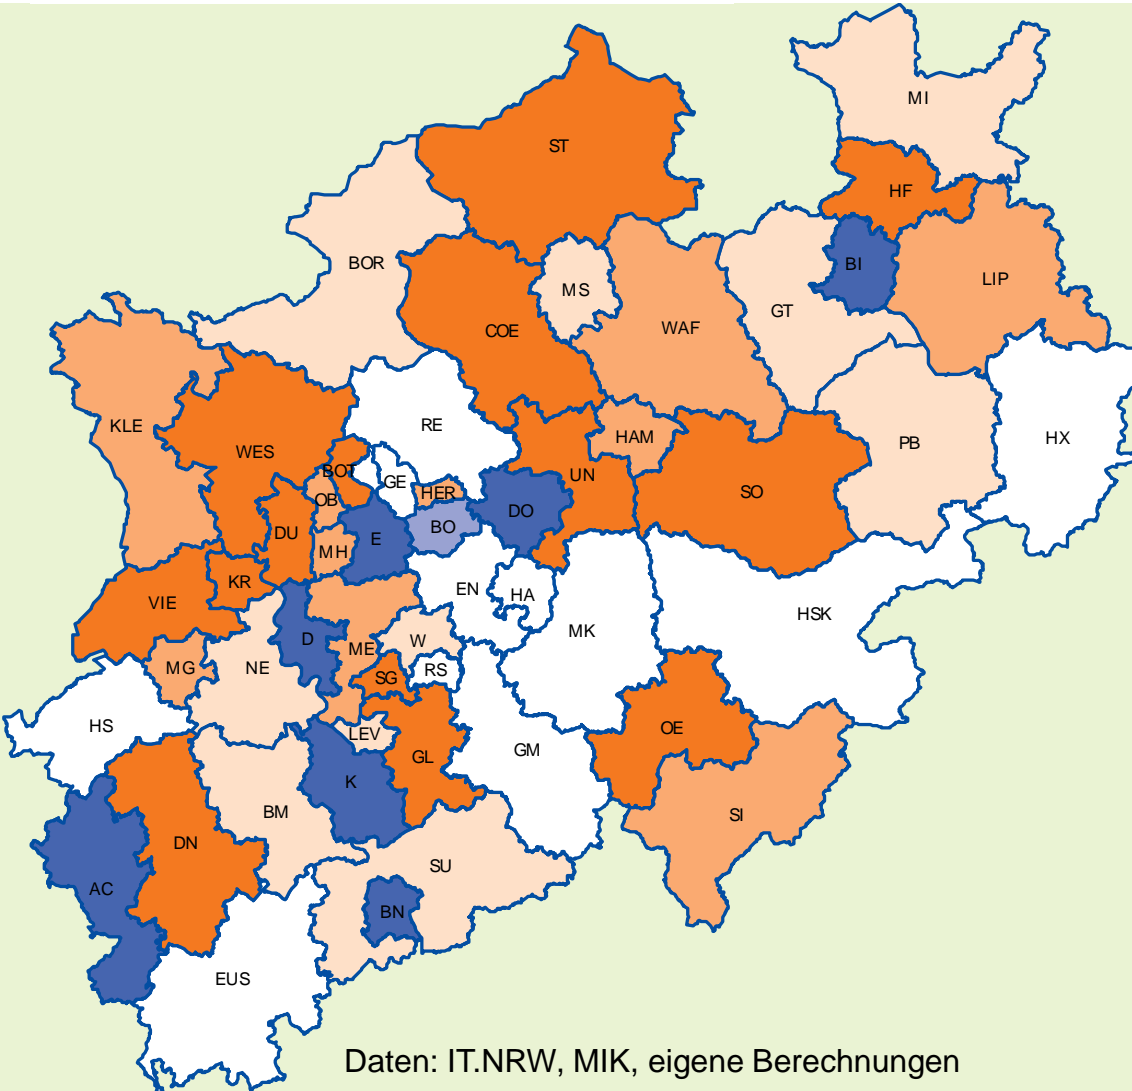 MI
ST
HF
BOR
BI
LIP
MS
GT
COE
WAF
KLE
RE
HAM
HX
PB
WES
BOT
GE
UN
SO
OB
HER
DO
BO
DU
E
MH
KR
VIE
EN
HA
HSK
MK
D
ME
W
MG
NE
SG
RS
HS
LEV
OE
GM
GL
K
BM
SI
DN
SU
AC
BN
EUS
Daten: IT.NRW, MIK, eigene Berechnungen